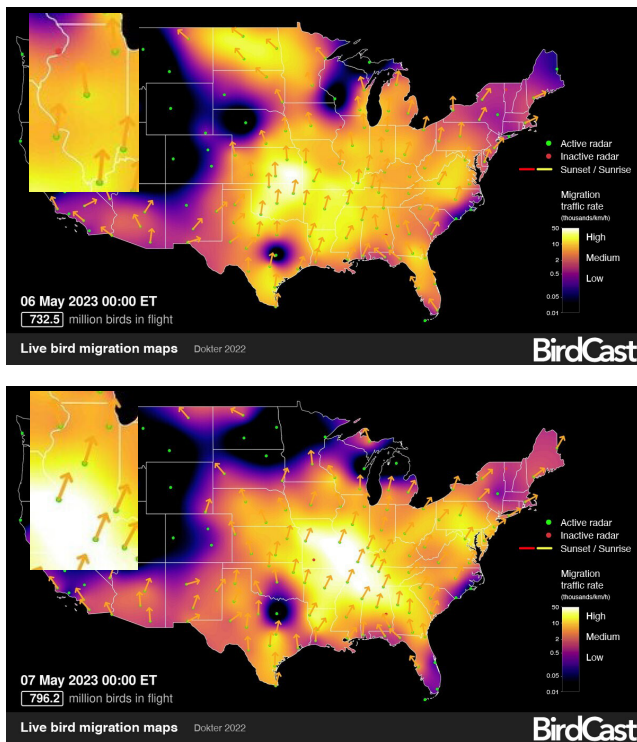 Active radar
Inactive radar
Sunset / Sunrise
Migration
traffic rate
(thousands/km/h)
50
High
10
2
Medium
0.5
Low
0.05
0.01
06 May 2023 00:00 ET
732.5 million birds in flight
Live bird migration maps Dokter 2022
BirdCast
Active radar
Inactive radar
Sunset / Sunrise
Migration
traffic rate
(thousands/km/h)
50
High
10
2
Medium
0.5
Low
0.05
0.01
07 May 2023 00:00 ET
796.2 million birds in flight
Live bird migration maps Dokter 2022
BirdCast